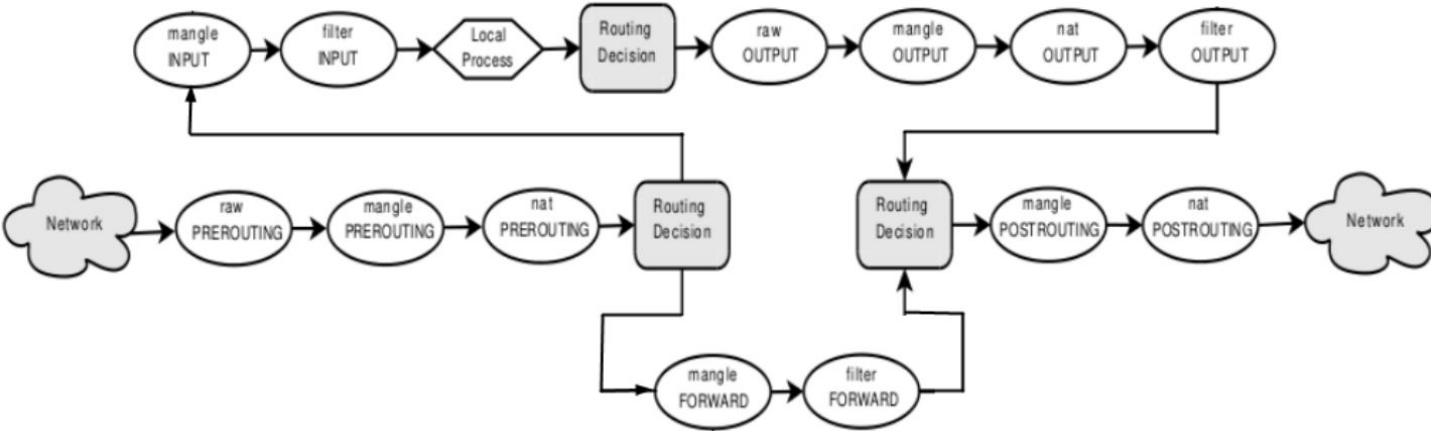 mangle
INPUT
filter
INPUT
Local
Process
Routing
Decision
raw
OUTPUT
mangle
OUTPUT
nat
OUTPUT
filter
OUTPUT
Network
raw
PREROUTING
mangle
PREROUTING
nat
PREROUTING
Routing
Decision
Routing
Decision
mangle
POSTROUTING
nat
POSTROUTING
Network
mangle
FORWARD
filter
FORWARD